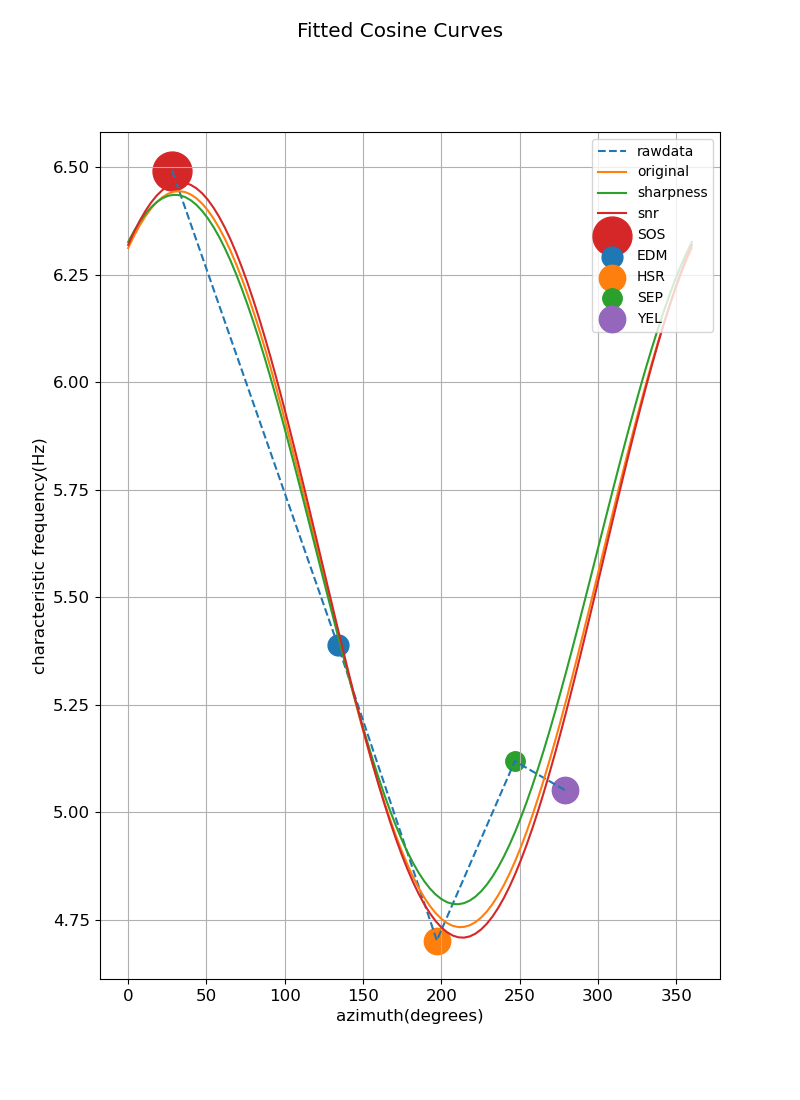 Fitted Cosine Curves
rawdata
original
sharpness
snr
SOS
EDM
HSR
SEP
YEL
6.50
6.25
6.00
5.75
5.50
5.25
5.00
4.75
characteristic frequency(Hz)
0 50 100 150 200 250 300 350
azimuth(degrees)